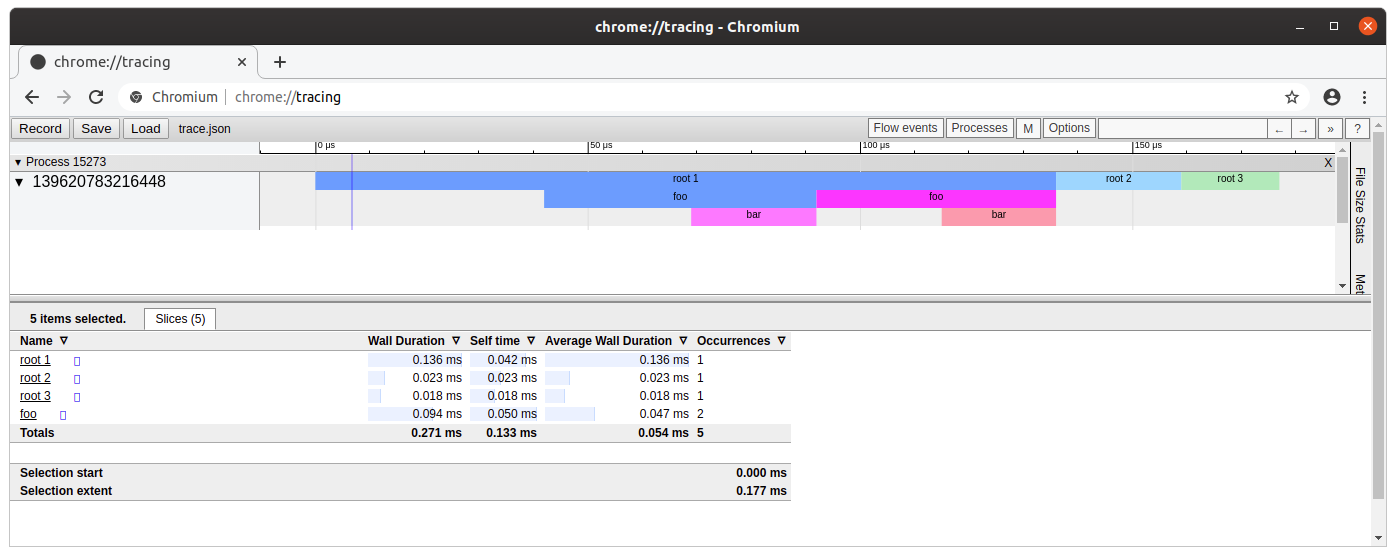 chrome://tracing - Chromium
chrome://tracing
Chromium | chrome://tracing
Record Save Load trace.json Flow events Processes M Options ← → » ?
0 μs 50 μs 100 μs 150 μs
▾ Process 15273 X
▾ 139620783216448 root 1 root 2 root 3
foo foo
bar bar
File Size Stats
Met
5 items selected. Slices (5)
Name ▽ Wall Duration ▽ Self time ▽ Average Wall Duration ▽ Occurrences ▽
root 1 0.136 ms 0.042 ms 0.136 ms 1
root 2 0.023 ms 0.023 ms 0.023 ms 1
root 3 0.018 ms 0.018 ms 0.018 ms 1
foo 0.094 ms 0.050 ms 0.047 ms 2
Totals 0.271 ms 0.133 ms 0.054 ms 5
Selection start 0.000 ms
Selection extent 0.177 ms